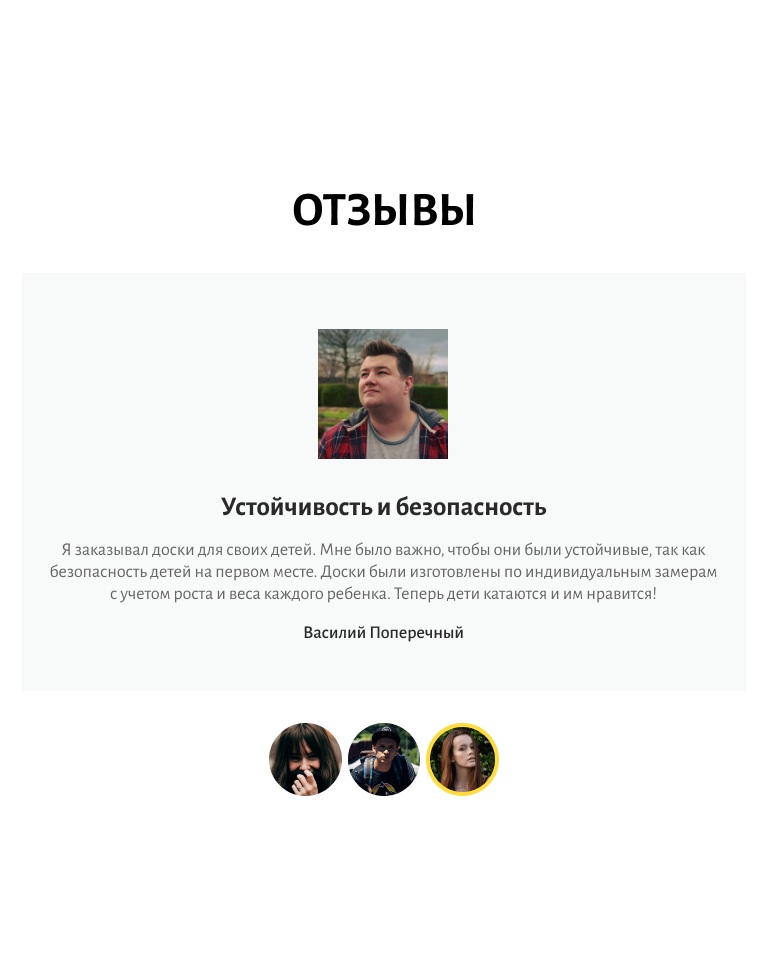 ОТЗЫВЫ
Устойчивость и безопасность
Я заказывал доски для своих детей. Мне было важно, чтобы они были устойчивые, так как
безопасность детей на первом месте. Доски были изготовлены по индивидуальным замерам
с учетом роста и веса каждого ребенка. Теперь дети катаются и им нравится!
Василий Поперечный